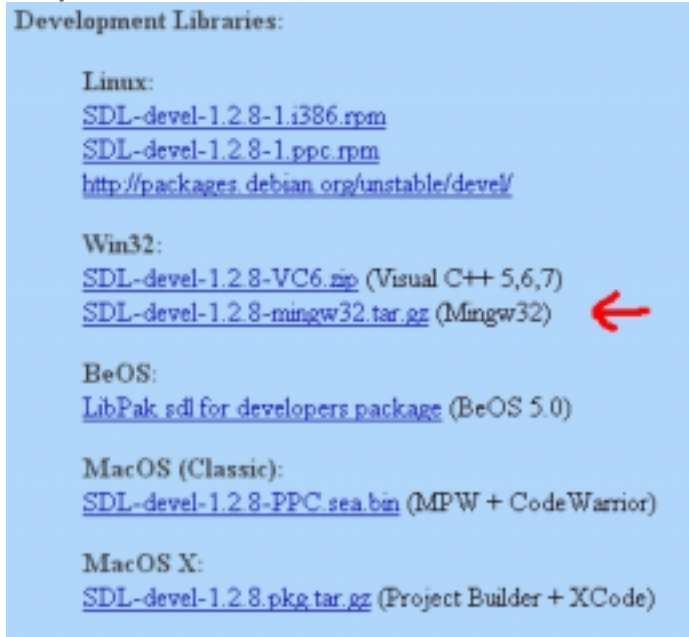 Development Libraries:
Linux:
SDL-devel-1.2.8-1.i386.rpm
SDL-devel-1.2.8-1.ppc.rpm
http://packages.debian.org/unstable/devel/
Win32:
SDL-devel-1.2.8-VC6.zip (Visual C++ 5,6,7)
SDL-devel-1.2.8-mingw32.tar.gz (Mingw32)
BeOS:
LibPak sdl for developers package (BeOS 5.0)
MacOS (Classic):
SDL-devel-1.2.8-PPC.sea.bin (MPW + CodeWarrior)
MacOS X:
SDL-devel-1.2.8.pkg.tar.gz (Project Builder + XCode)